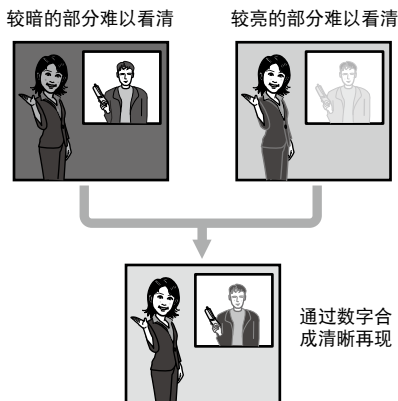 较暗的部分难以看清
较亮的部分难以看清
通过数字合
成清晰再现